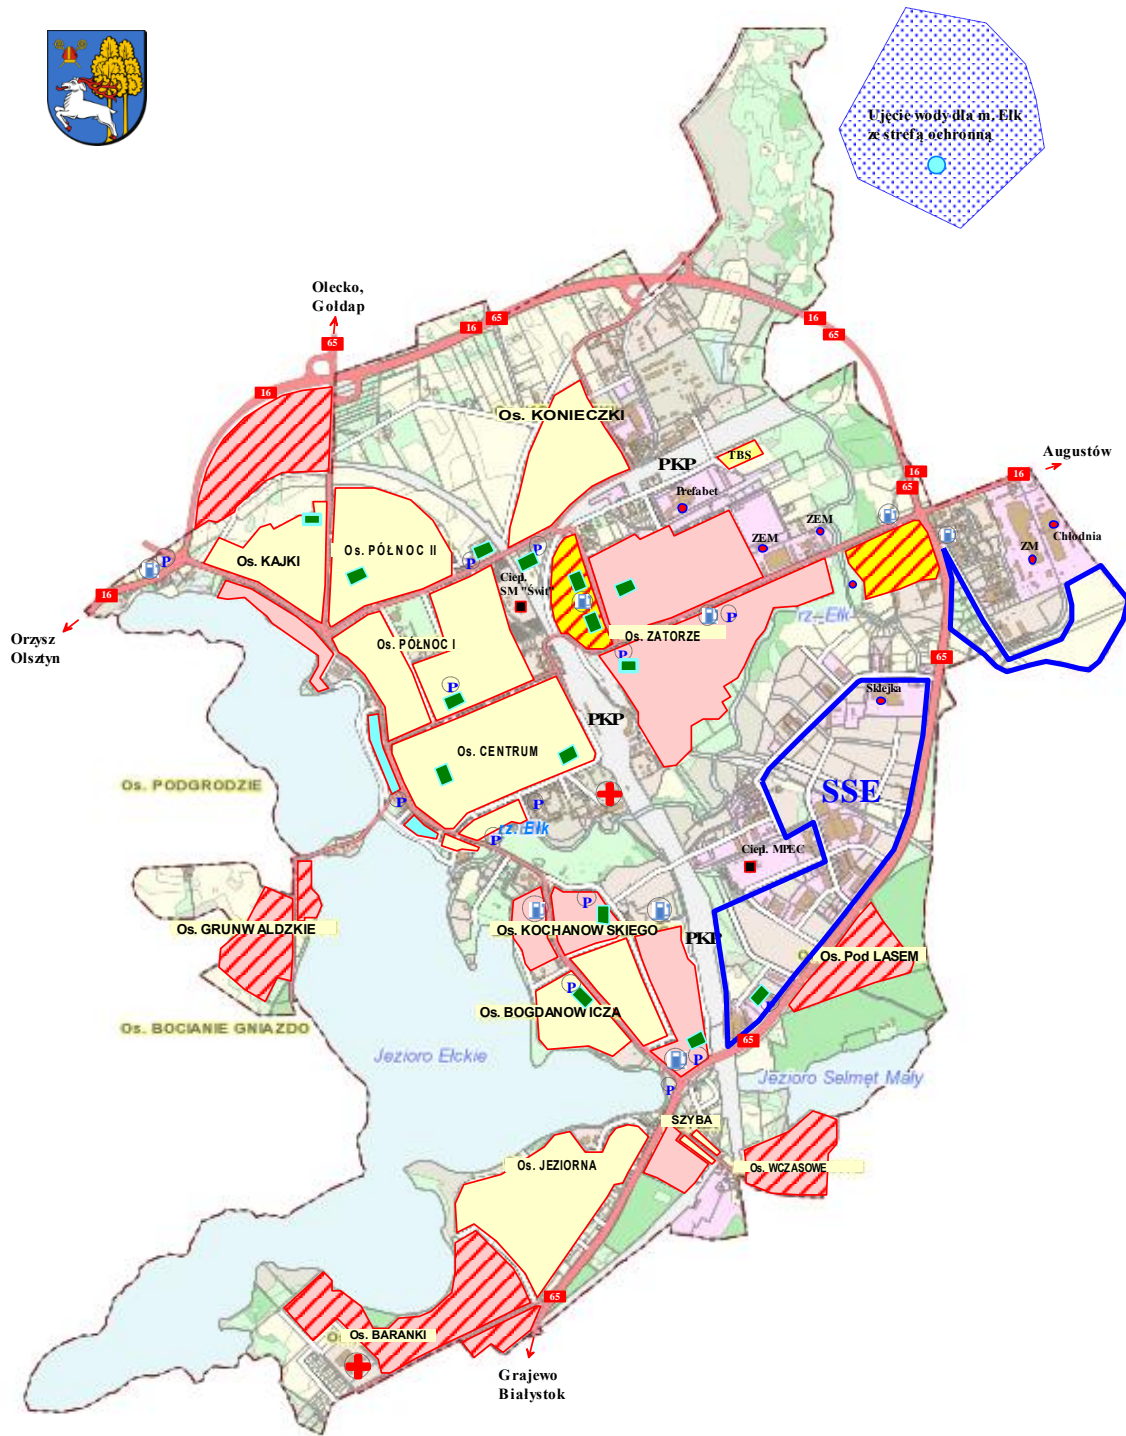 Ujęcie wody dla m. Ełk
ze strefą ochronną
Olecko,
Gołdap
65
16
65
16
65
16
Os. KONIECZKI
PKP
TBS
Prefabet
Augustów
16
16
65
ZEM
ZEM
Chłodnia
ZM
Os. PÓŁNOC II
Os. KAJKI
P
P
P
Ciepl.
SM "Świt"
16
Orzysz
Olsztyn
Os. PÓŁNOC I
Os. ZATORZE
P
P
rz. Ełk
65
P
Sklejka
PKP
Os. CENTRUM
SSE
Os. PODGRODZIE
P
P
rz. Ełk
P
Ciepl. MPEC
P
Os. GRUNWALDZKIE
Os. KOCHANOWSKIEGO
PKP
Os. Pod LASEM
P
Os. BOGDANOWICZA
Os. BOCIANIE GNIAZDO
65
Jezioro Ełckie
P
Jezioro Selmęt Mały
P
SZYBA
Os. JEZIORNA
Os. WCZASOWE
65
Os. BARANKI
Grajewo
Białystok